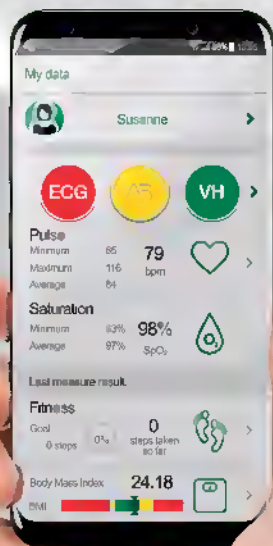 My data
Susanne
ECG
VH
Pulse
Minimum 65 79
Maximum 116 bpm
Average 84
Saturation
Minimum 93% 98%
Average 97% SpO₂
O₂
Last measure result
Fitness
Goal 0
0 steps 0% steps taken
so far
Body Mass Index 24.18
BMI